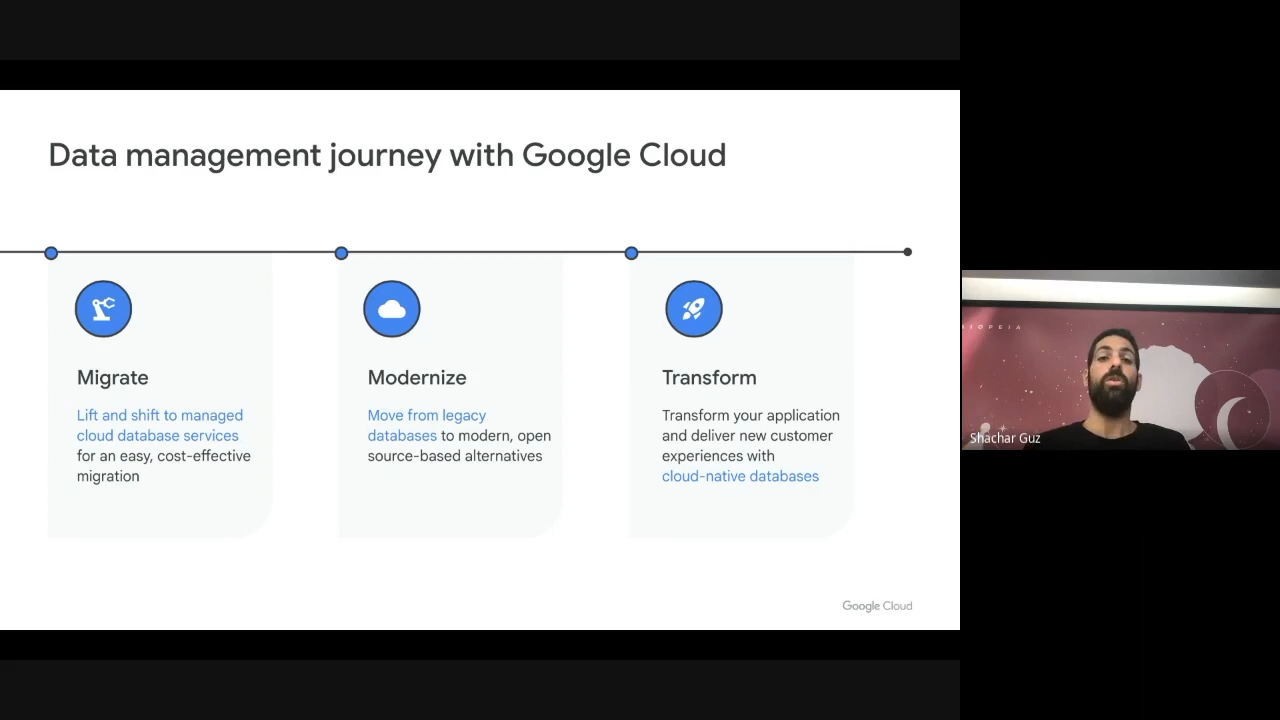 Data management journey with Google Cloud
Migrate
Lift and shift to managed
cloud database services
for an easy, cost-effective
migration
Modernize
Move from legacy
databases to modern, open
source-based alternatives
Transform
Transform your application
and deliver new customer
experiences with
cloud-native databases
Google Cloud
Shachar Guz